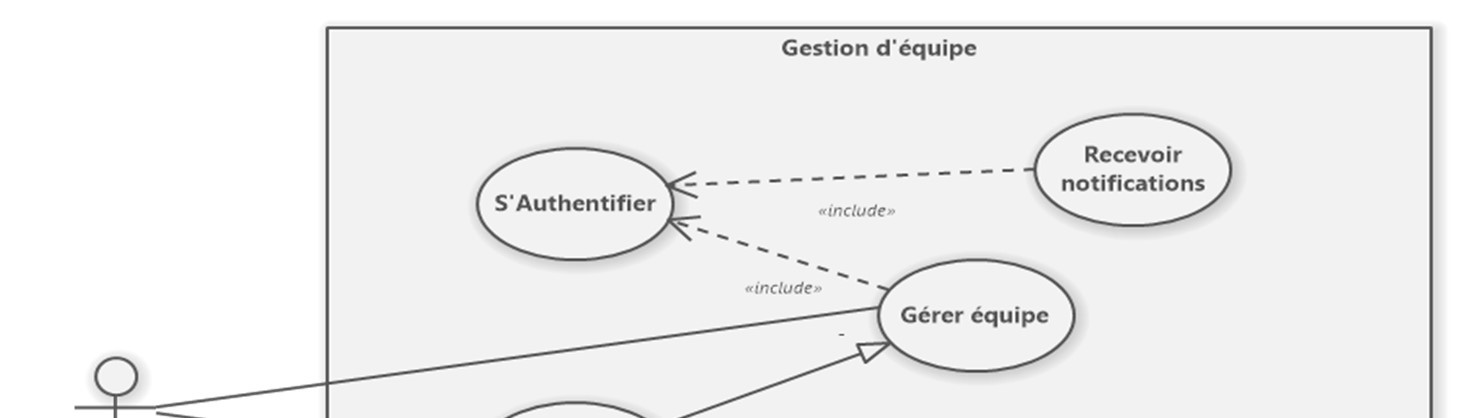 Gestion d'équipe
Recevoir
notifications
S'Authentifier
«include»
«include»
Gérer équipe
-